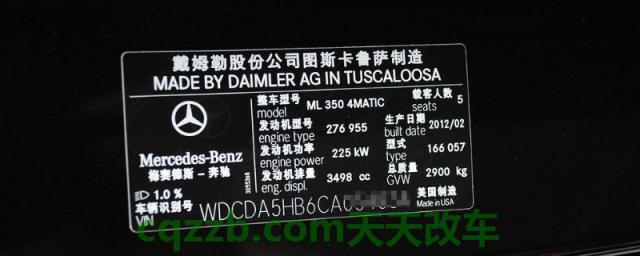 戴姆勒股份公司图斯卡鲁萨制造
MADE BY DAIMLER AG IN TUSCALOOSA
整车型号 model ML 350 4MATIC
发动机型号 engine type 276 955
发动机功率 engine power 225 kW
发动机排量 engl. displ. 3498 cc
载客人数 seats 5
生产日期 built date 2012/02
型式 type 166 057
总质量 GVW 2900 kg
美国制造
Made in USA
Mercedes-Benz
梅赛德斯-奔驰
1.0 %
车辆识别号 VIN WDCDA5HB6CA0
cqzzb.com天天改车